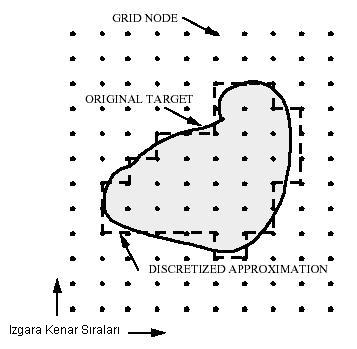 GRID NODE
ORIGINAL TARGET
DISCRETIZED APPROXIMATION
Izgara Kenar Sıraları